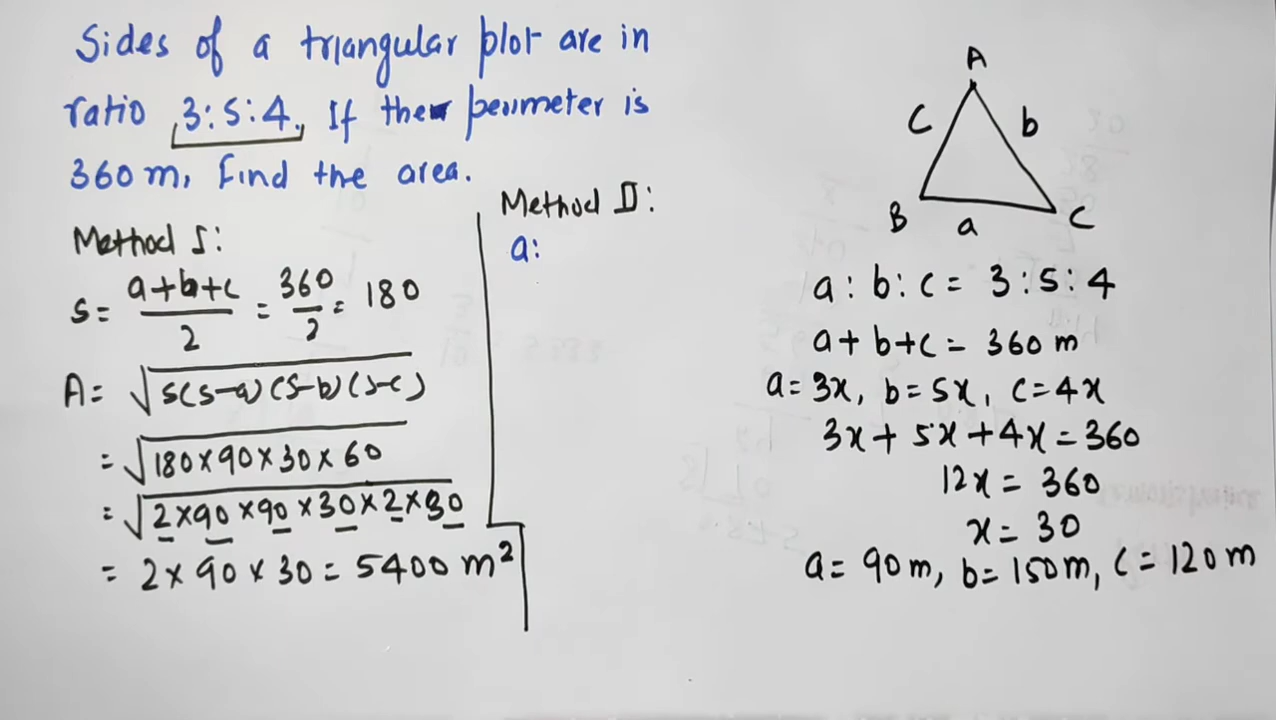 Sides of a triangular plot are in
ratio 3:5:4. If the perimeter is
360 m, Find the area.
Method I:
S = a+b+c / 2 = 360 / 2 = 180
A = √S(S-a)(S-b)(S-c)
= √180×90×30×60
= √2×90×90×30×2×30
= 2×90×30 = 5400 m²
Method II:
a:
A
C b
B a C
a : b : c = 3 : 5 : 4
a + b + c = 360 m
a = 3x, b = 5x, c = 4x
3x + 5x + 4x = 360
12x = 360
x = 30
a = 90 m, b = 150 m, c = 120 m